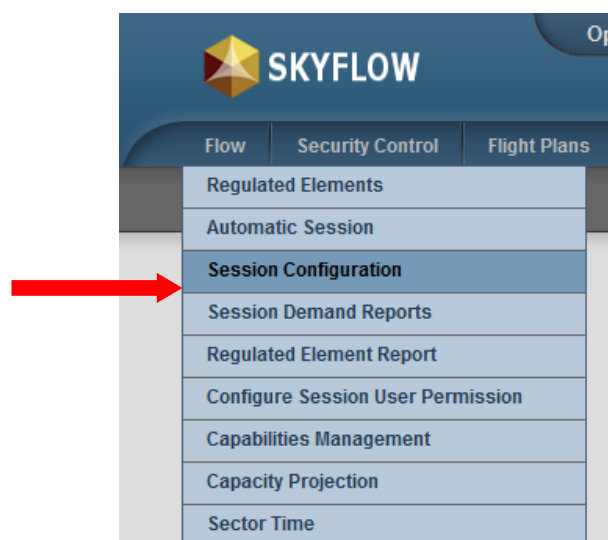 Op
SKYFLOW
Flow Security Control Flight Plans
Regulated Elements
Automatic Session
Session Configuration
Session Demand Reports
Regulated Element Report
Configure Session User Permission
Capabilities Management
Capacity Projection
Sector Time